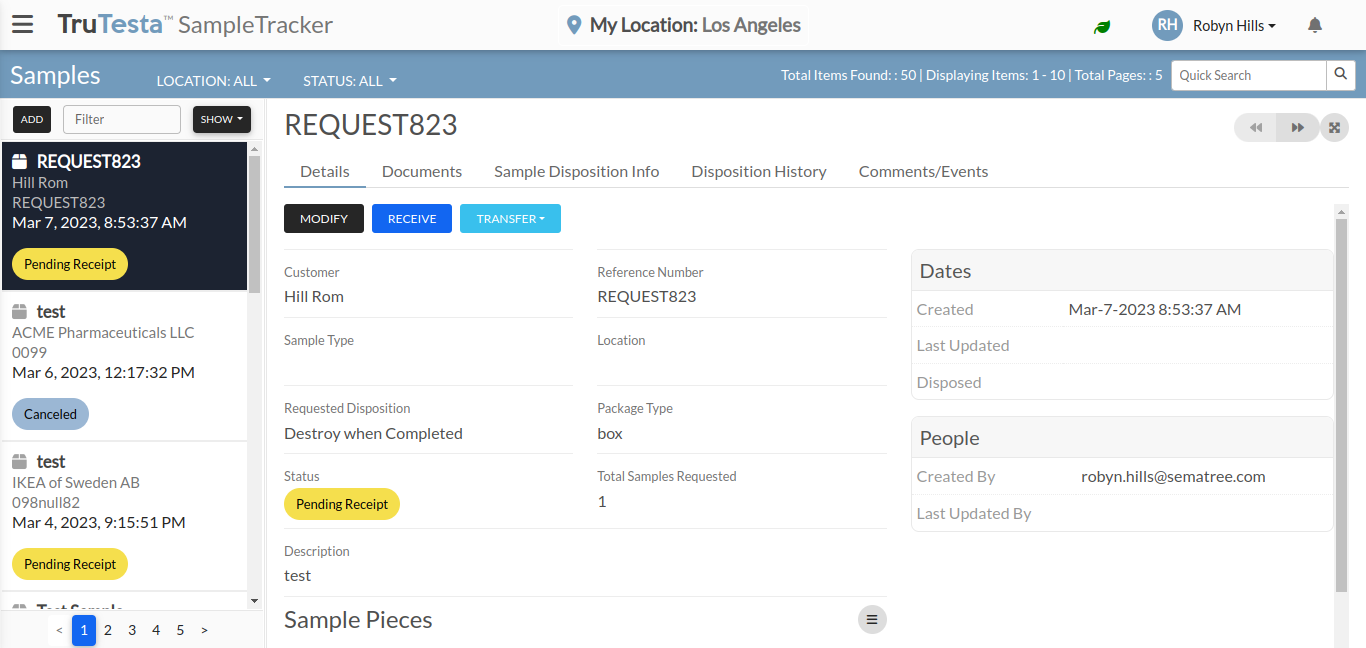 TruTesta™ SampleTracker
My Location: Los Angeles
RH
Robyn Hills
Samples
LOCATION: ALL
STATUS: ALL
Total Items Found: : 50 | Displaying Items: 1 - 10 | Total Pages: : 5
Quick Search
ADD
Filter
SHOW
REQUEST823
Hill Rom
REQUEST823
Mar 7, 2023, 8:53:37 AM
Pending Receipt
test
ACME Pharmaceuticals LLC
0099
Mar 6, 2023, 12:17:32 PM
Canceled
test
IKEA of Sweden AB
098null82
Mar 4, 2023, 9:15:51 PM
Pending Receipt
Test Sample
< 1 2 3 4 5 >
REQUEST823
Details Documents Sample Disposition Info Disposition History Comments/Events
MODIFY RECEIVE TRANSFER
Customer
Hill Rom
Reference Number
REQUEST823
Sample Type
Location
Requested Disposition
Destroy when Completed
Package Type
box
Status
Pending Receipt
Total Samples Requested
1
Description
test
Sample Pieces
Dates
Created Mar-7-2023 8:53:37 AM
Last Updated
Disposed
People
Created By robyn.hills@sematree.com
Last Updated By